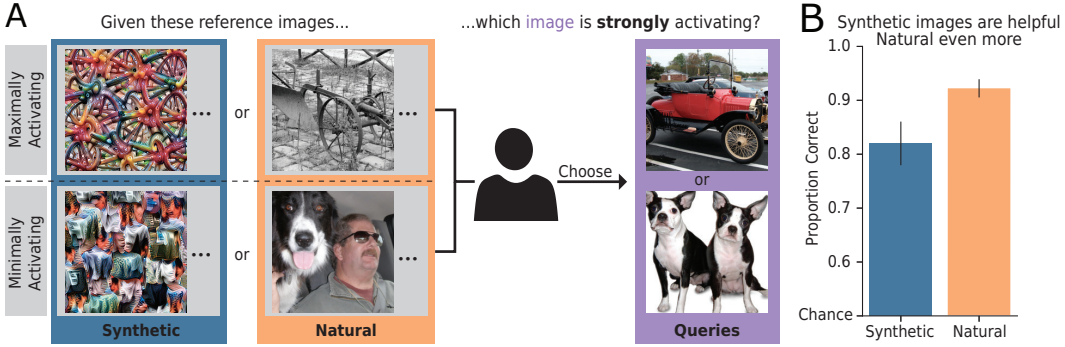 A
Given these reference images...
...which image is strongly activating?
Maximally
Activating
... or ...
Choose
or
Minimally
Activating
... or ...
Synthetic
Natural
Queries
B
Synthetic images are helpful
Natural even more
Proportion Correct
1.0
0.9
0.8
0.7
0.6
Chance
Synthetic
Natural